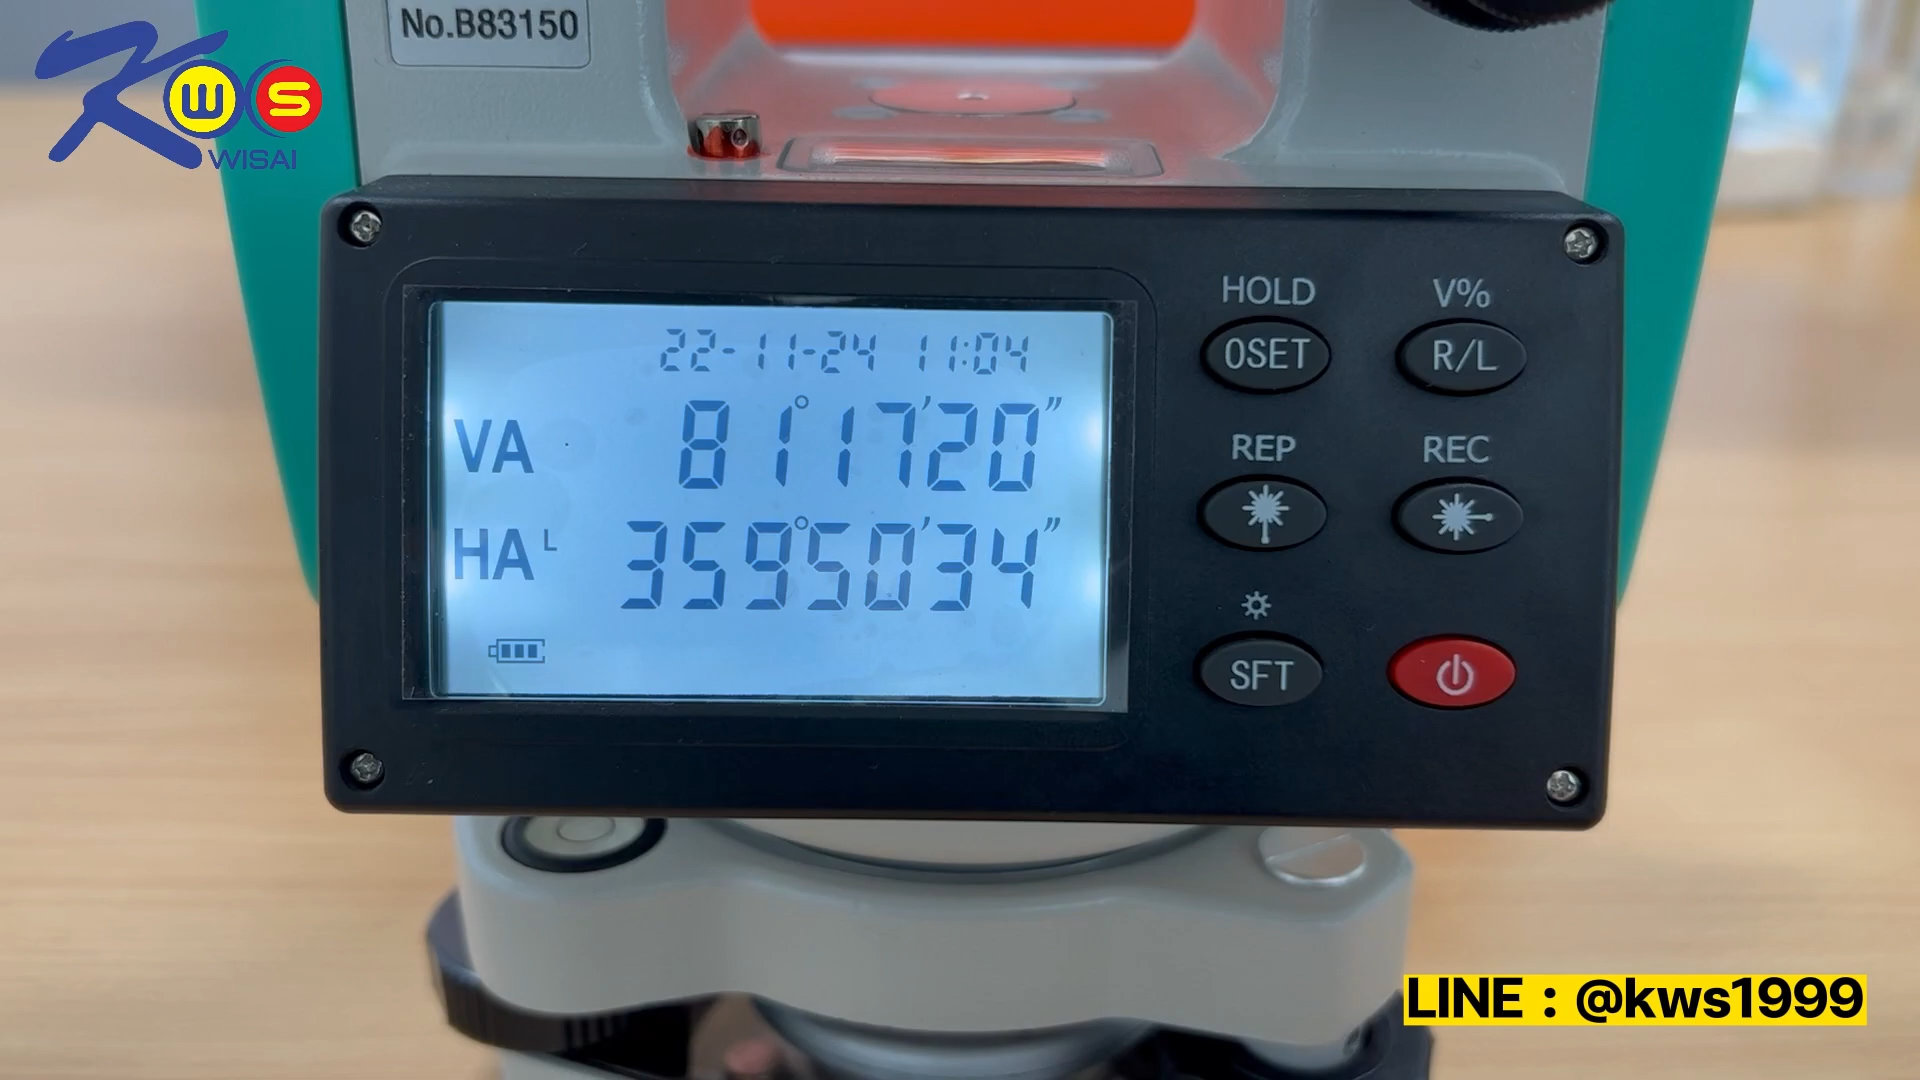 No.B83150
K W S
WISAI
22-11-24 11:04
VA 81°17'20"
HA L 359°50'34"
HOLD
0SET
V%
R/L
REP
REC
SFT
LINE : @kws1999